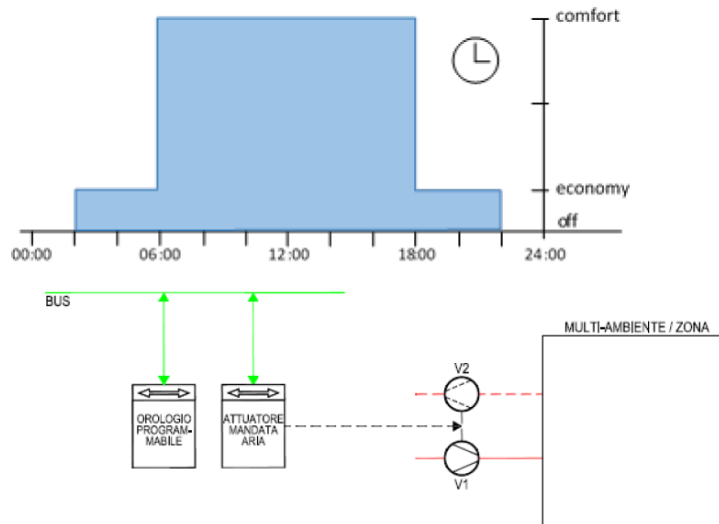 comfort
economy
off
00:00 06:00 12:00 18:00 24:00
BUS
MULTI-AMBIENTE / ZONA
V2
OROLOGIO
PROGRAM-
MABILE
ATTUATORE
MANDATA
ARIA
V1